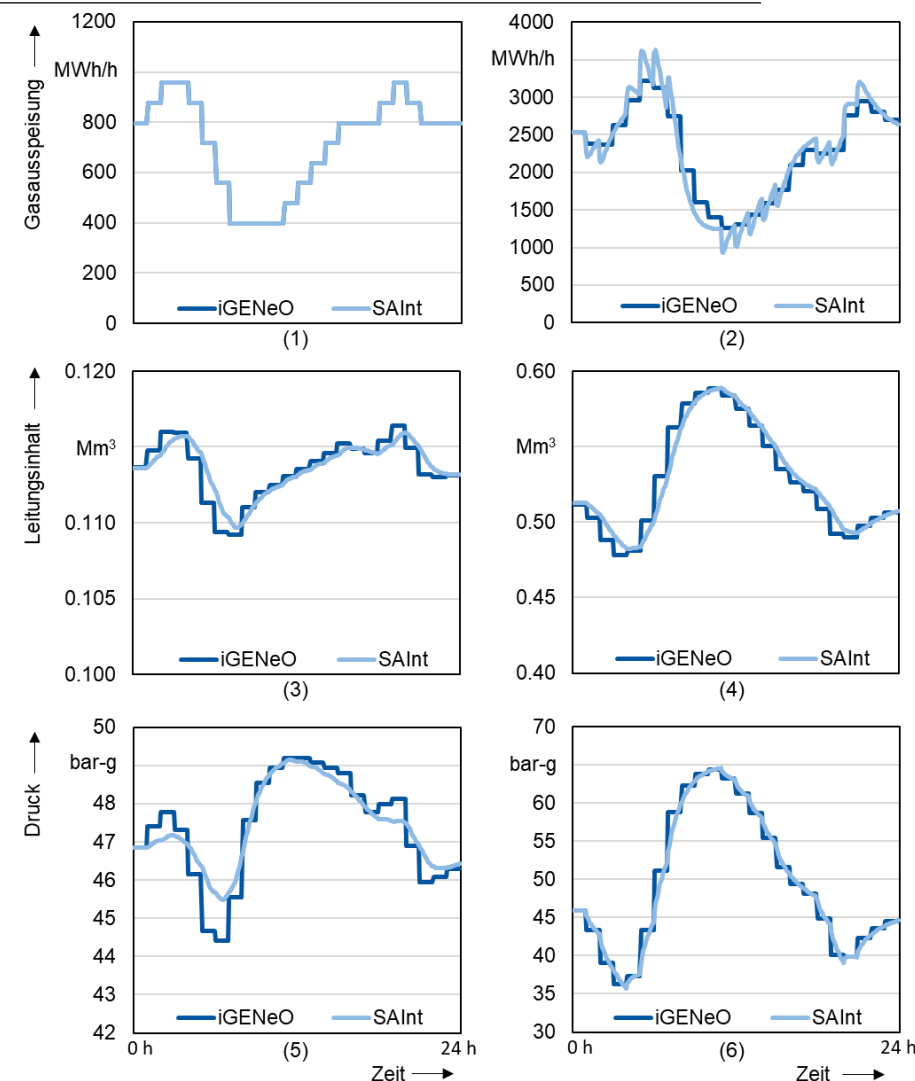 Gasausspeisung
1200
MWh/h
800
600
400
200
0
iGENeO SAInt
(1)
4000
MWh/h
3000
2500
2000
1500
1000
500
0
iGENeO SAInt
(2)
Leitungsinhalt
0.120
Mm³
0.110
0.105
0.100
iGENeO SAInt
(3)
0.60
Mm³
0.50
0.45
0.40
iGENeO SAInt
(4)
Druck
50
bar-g
48
47
46
45
44
43
42
iGENeO SAInt
0 h (5) 24 h
Zeit
70
bar-g
60
55
50
45
40
35
30
iGENeO SAInt
0 h (6) 24 h
Zeit